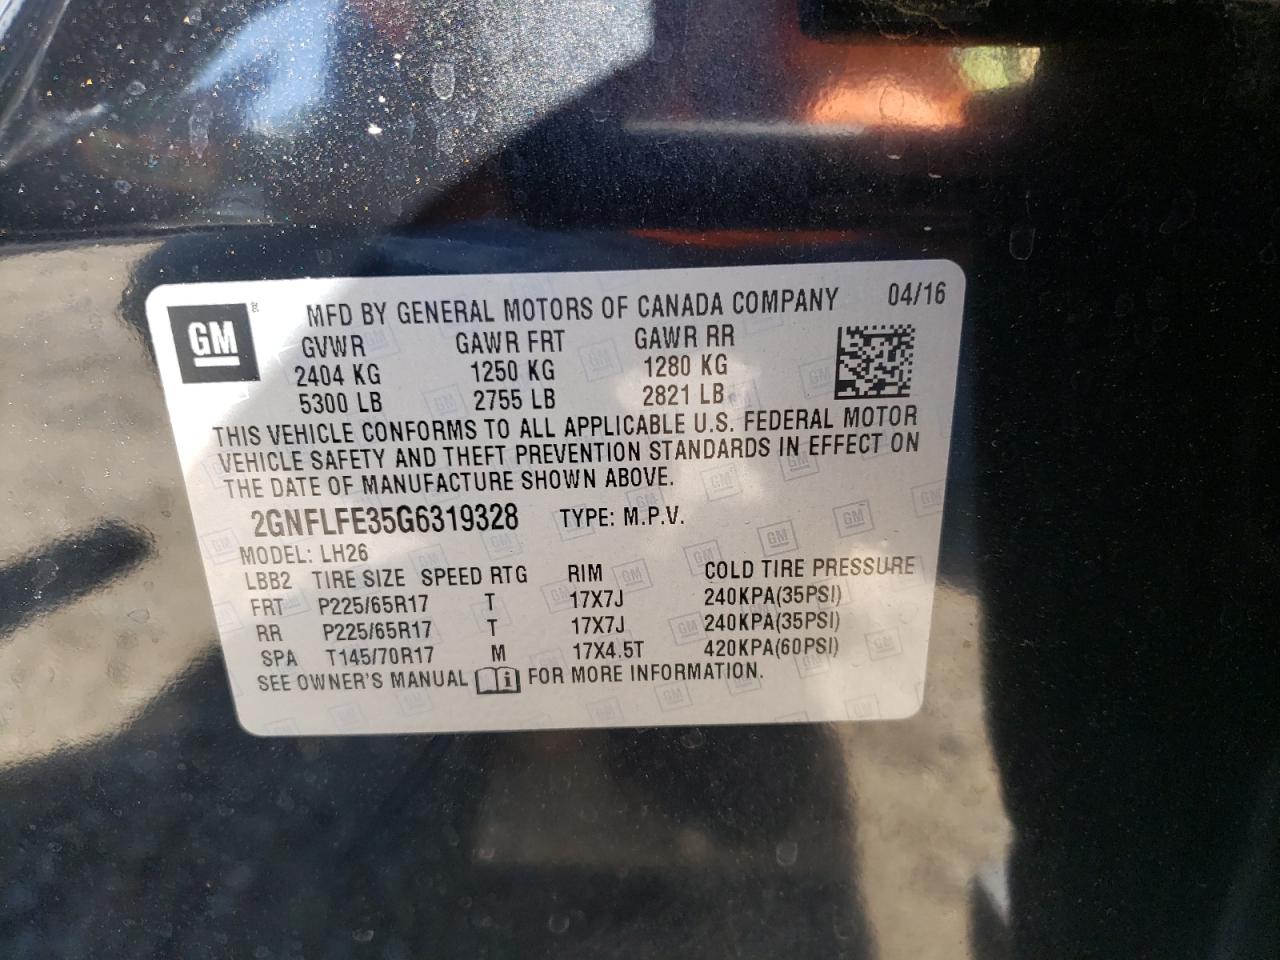 GM
MFD BY GENERAL MOTORS OF CANADA COMPANY 04/16
GVWR GAWR FRT GAWR RR
2404 KG 1250 KG 1280 KG
5300 LB 2755 LB 2821 LB
THIS VEHICLE CONFORMS TO ALL APPLICABLE U.S. FEDERAL MOTOR
VEHICLE SAFETY AND THEFT PREVENTION STANDARDS IN EFFECT ON
THE DATE OF MANUFACTURE SHOWN ABOVE.
2GNFLFE35G6319328 TYPE: M.P.V.
MODEL: LH26
LBB2 TIRE SIZE SPEED RTG RIM COLD TIRE PRESSURE
FRT P225/65R17 T 17X7J 240KPA(35PSI)
RR P225/65R17 T 17X7J 240KPA(35PSI)
SPA T145/70R17 M 17X4.5T 420KPA(60PSI)
SEE OWNER'S MANUAL i FOR MORE INFORMATION.